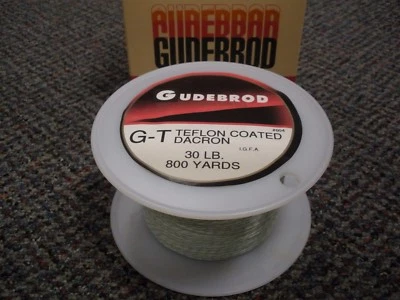 GUDEBROD
GUDEBROD
GUDEBROD
G-T TEFLON COATED
DACRON
I.G.F.A.
30 LB.
800 YARDS